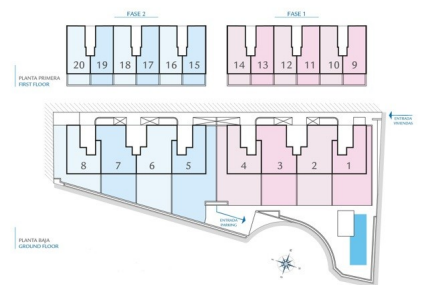 FASE 2
FASE 1
20 19 18 17 16 15
14 13 12 11 10 9
PLANTA PRIMERA
FIRST FLOOR
ENTRADA
8 7 6 5 4 3 2 1
ENTRADA
PARKING
PLANTA BAJA
GROUND FLOOR